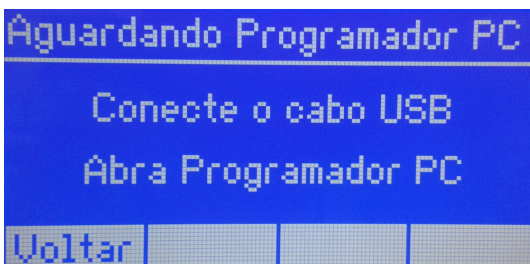 Aguardando Programador PC
Conecte o cabo USB
Abra Programador PC
Voltar